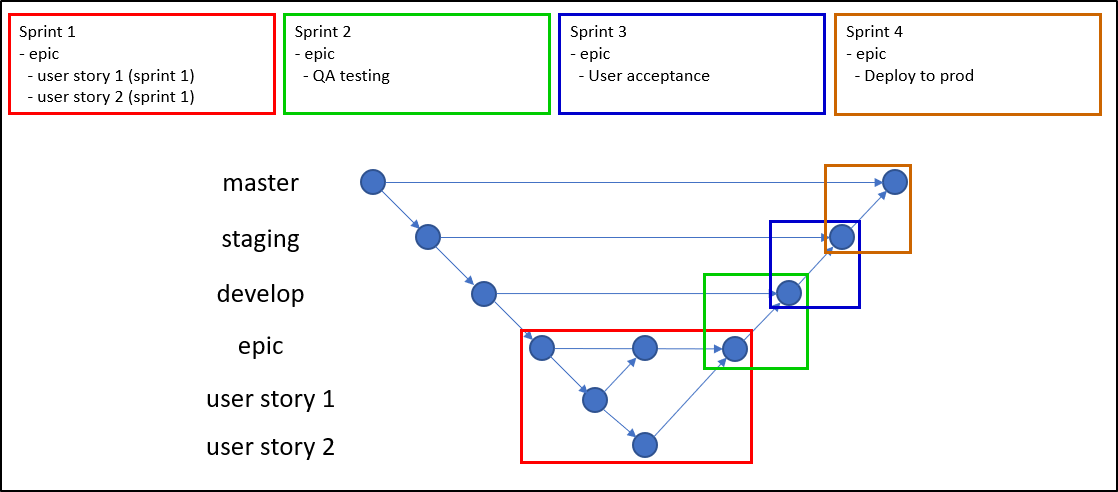 Sprint 1
- epic
- user story 1 (sprint 1)
- user story 2 (sprint 1)
Sprint 2
- epic
- QA testing
Sprint 3
- epic
- User acceptance
Sprint 4
- epic
- Deploy to prod
master
staging
develop
epic
user story 1
user story 2